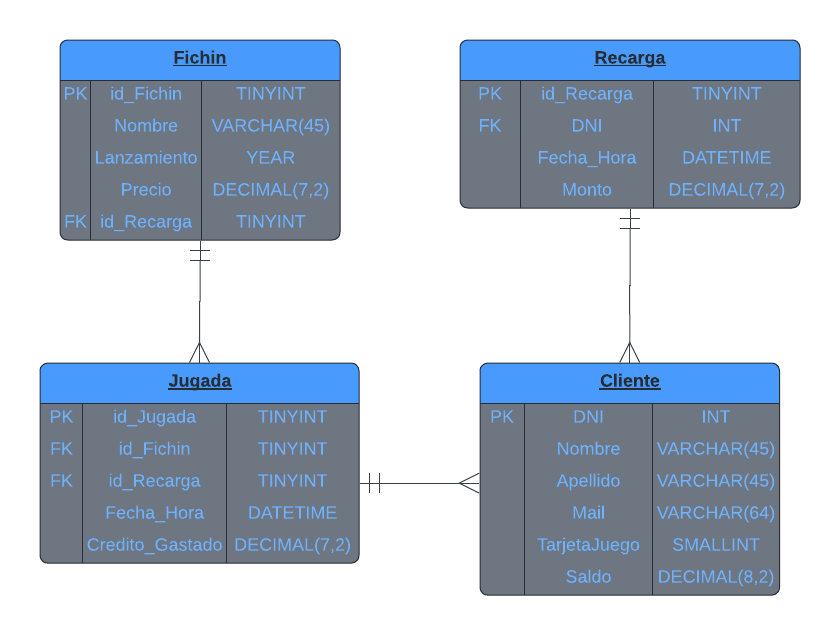 Fichin
PK id_Fichin TINYINT
Nombre VARCHAR(45)
Lanzamiento YEAR
Precio DECIMAL(7,2)
FK id_Recarga TINYINT
Recarga
PK id_Recarga TINYINT
FK DNI INT
Fecha_Hora DATETIME
Monto DECIMAL(7,2)
Jugada
PK id_Jugada TINYINT
FK id_Fichin TINYINT
FK id_Recarga TINYINT
Fecha_Hora DATETIME
Credito_Gastado DECIMAL(7,2)
Cliente
PK DNI INT
Nombre VARCHAR(45)
Apellido VARCHAR(45)
Mail VARCHAR(64)
TarjetaJuego SMALLINT
Saldo DECIMAL(8,2)